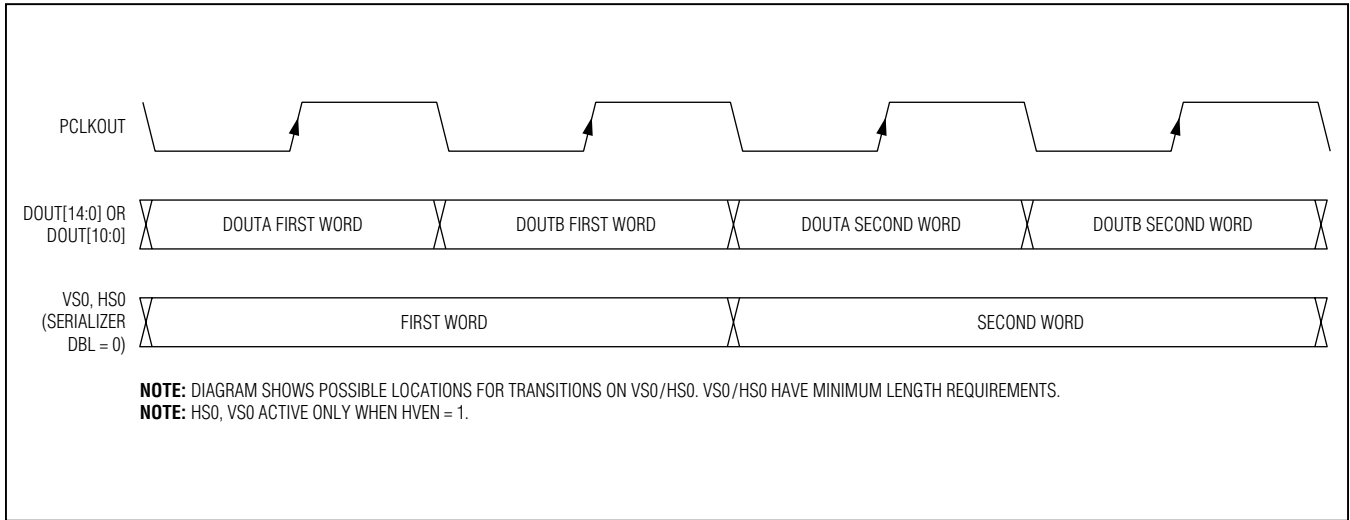 PCLKOUT
DOUT[14:0] OR
DOUT[10:0]
DOUTA FIRST WORD
DOUTB FIRST WORD
DOUTA SECOND WORD
DOUTB SECOND WORD
VS0, HS0
(SERIALIZER
DBL = 0)
FIRST WORD
SECOND WORD
NOTE: DIAGRAM SHOWS POSSIBLE LOCATIONS FOR TRANSITIONS ON VS0/HS0. VS0/HS0 HAVE MINIMUM LENGTH REQUIREMENTS.
NOTE: HS0, VS0 ACTIVE ONLY WHEN HVEN = 1.